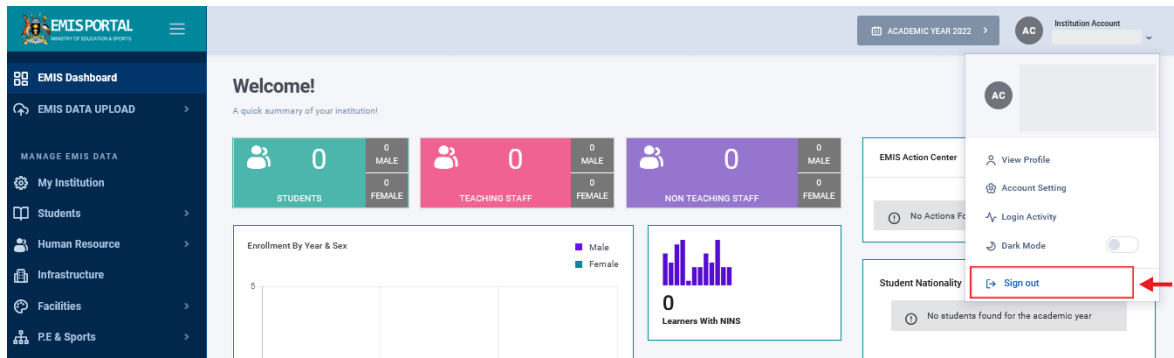 EMIS PORTAL
MINISTRY OF EDUCATION & SPORTS
EMIS Dashboard
EMIS DATA UPLOAD
MANAGE EMIS DATA
My Institution
Students
Human Resource
Infrastructure
Facilities
P.E & Sports
ACADEMIC YEAR 2022
AC
Institution Account
Welcome!
A quick summary of your institution!
0
STUDENTS
0
MALE
0
FEMALE
0
TEACHING STAFF
0
MALE
0
FEMALE
0
NON TEACHING STAFF
0
MALE
0
FEMALE
Enrollment By Year & Sex
Male
Female
5
0
Learners With NINS
EMIS Action Center
No Actions Fo
Student Nationality
No students found for the academic year
AC
View Profile
Account Setting
Login Activity
Dark Mode
Sign out